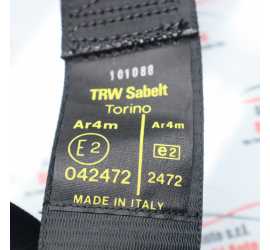 101088
TRW Sabelt
Torino
Ar4m Ar4m
E2 e2
042472 2472
MADE IN ITALY